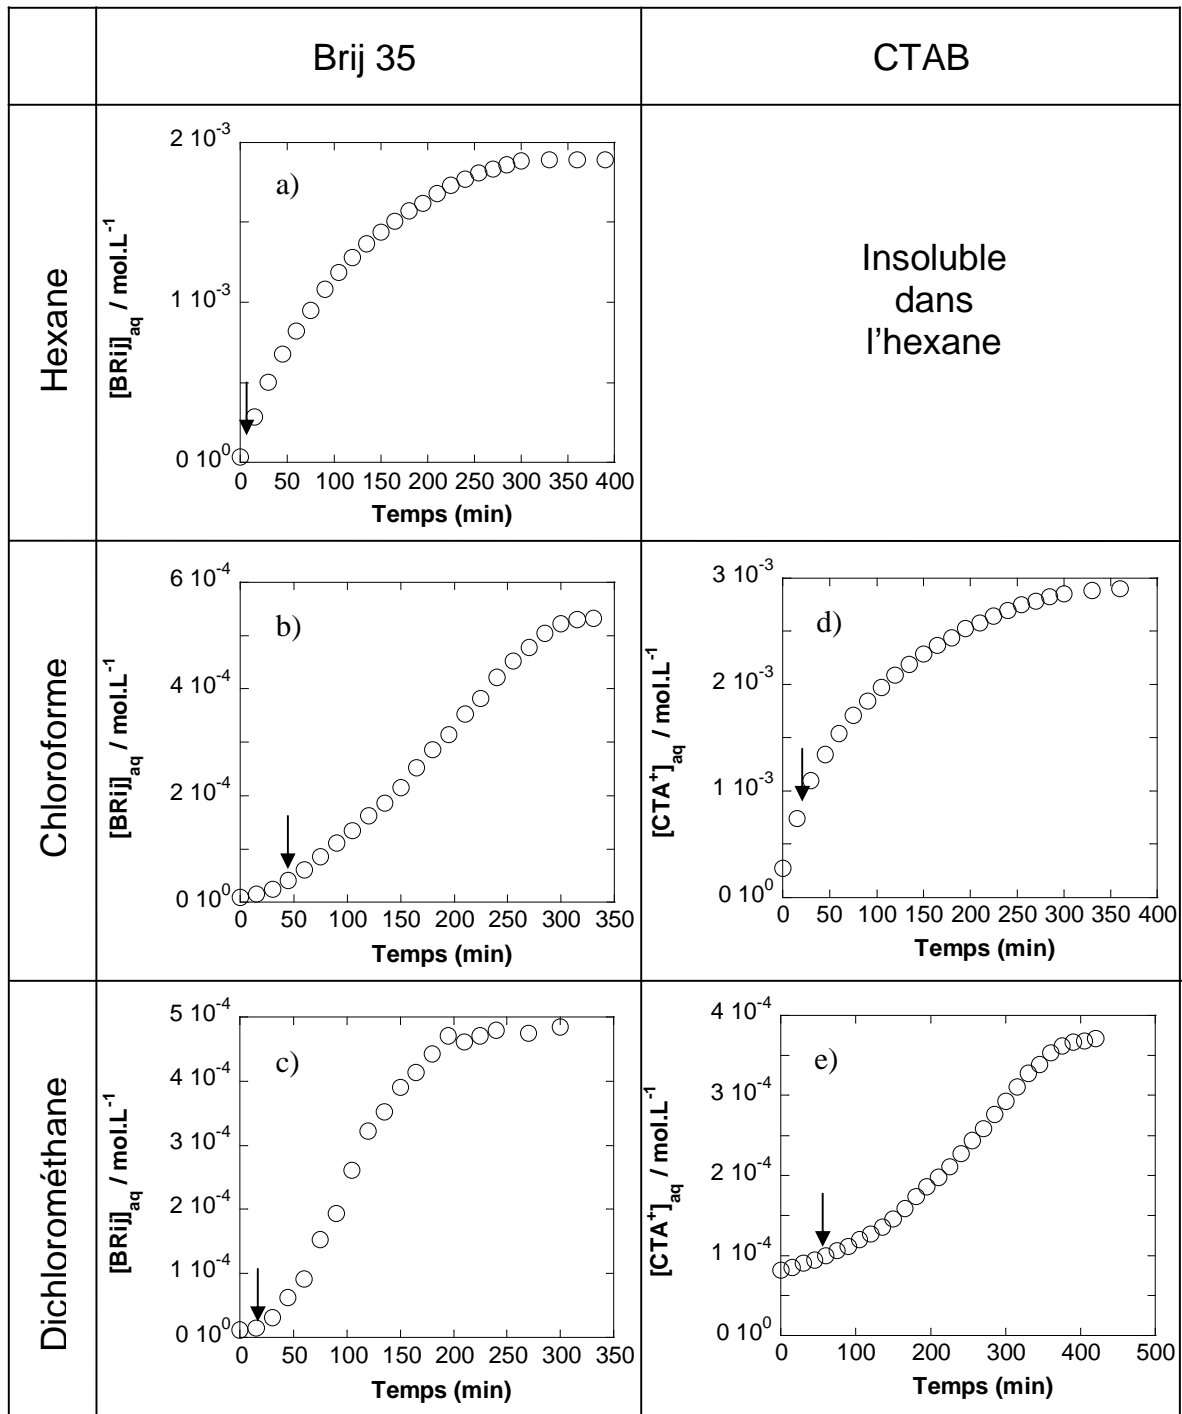 Brij 35
CTAB
Hexane
[BRij]aq / mol.L-1
2 10-3
1 10-3
0 100
a)
0 50 100 150 200 250 300 350 400
Temps (min)
Insoluble
dans
l'hexane
Chloroforme
[BRij]aq / mol.L-1
6 10-4
4 10-4
2 10-4
0 100
b)
0 50 100 150 200 250 300 350
Temps (min)
[CTA+]aq / mol.L-1
3 10-3
2 10-3
1 10-3
0 100
d)
0 50 100 150 200 250 300 350 400
Temps (min)
Dichlorométhane
[BRij]aq / mol.L-1
5 10-4
4 10-4
3 10-4
2 10-4
1 10-4
0 100
c)
0 50 100 150 200 250 300 350
Temps (min)
[CTA+]aq / mol.L-1
4 10-4
3 10-4
2 10-4
1 10-4
0 100
e)
0 100 200 300 400 500
Temps (min)